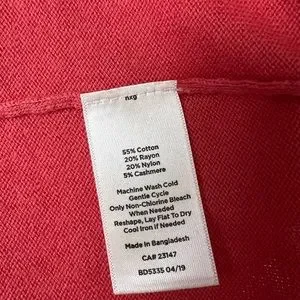 nxg
55% Cotton
20% Rayon
20% Nylon
5% Cashmere
Machine Wash Cold
Gentle Cycle
Only Non-Chlorine Bleach
When Needed
Reshape, Lay Flat To Dry
Cool Iron If Needed
Made in Bangladesh
CA# 23147
BD5335 04/19